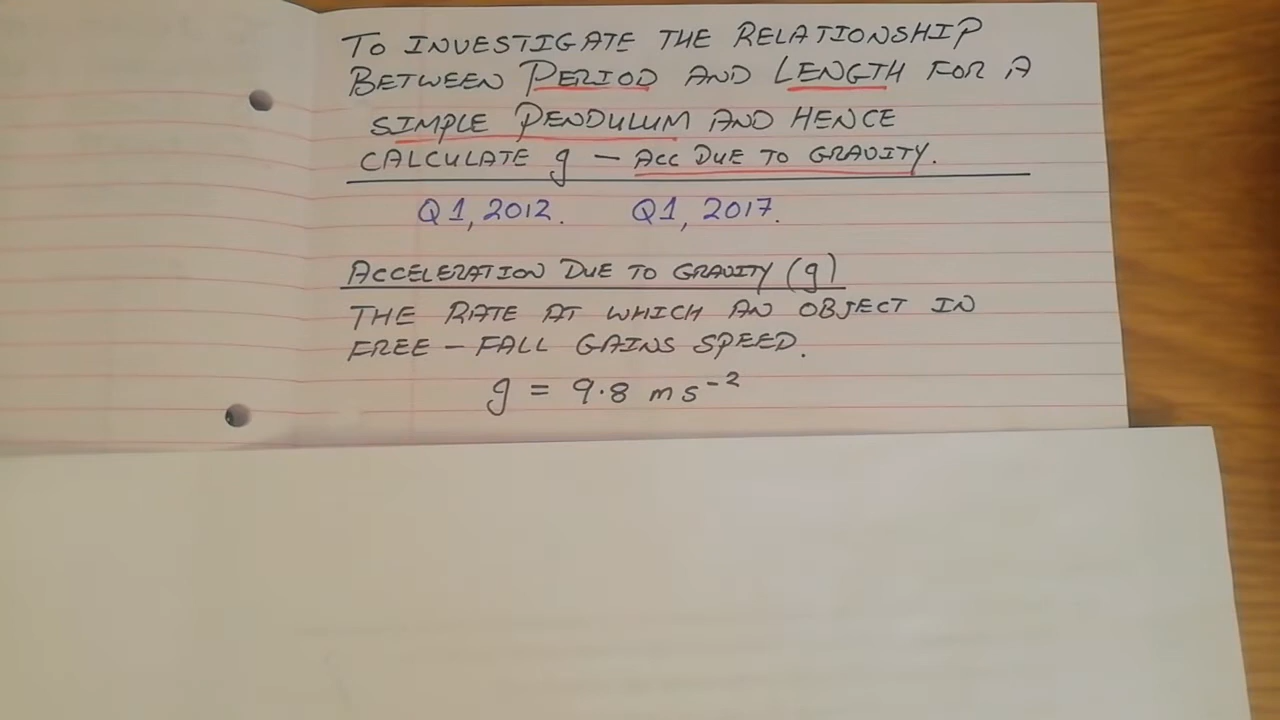 TO INVESTIGATE THE RELATIONSHIP
BETWEEN PERIOD AND LENGTH FOR A
SIMPLE PENDULUM AND HENCE
CALCULATE g – ACC DUE TO GRAVITY.
Q1, 2012. Q1, 2017.
ACCELERATION DUE TO GRAVITY (g)
THE RATE AT WHICH AN OBJECT IN
FREE – FALL GAINS SPEED.
g = 9.8 ms⁻²